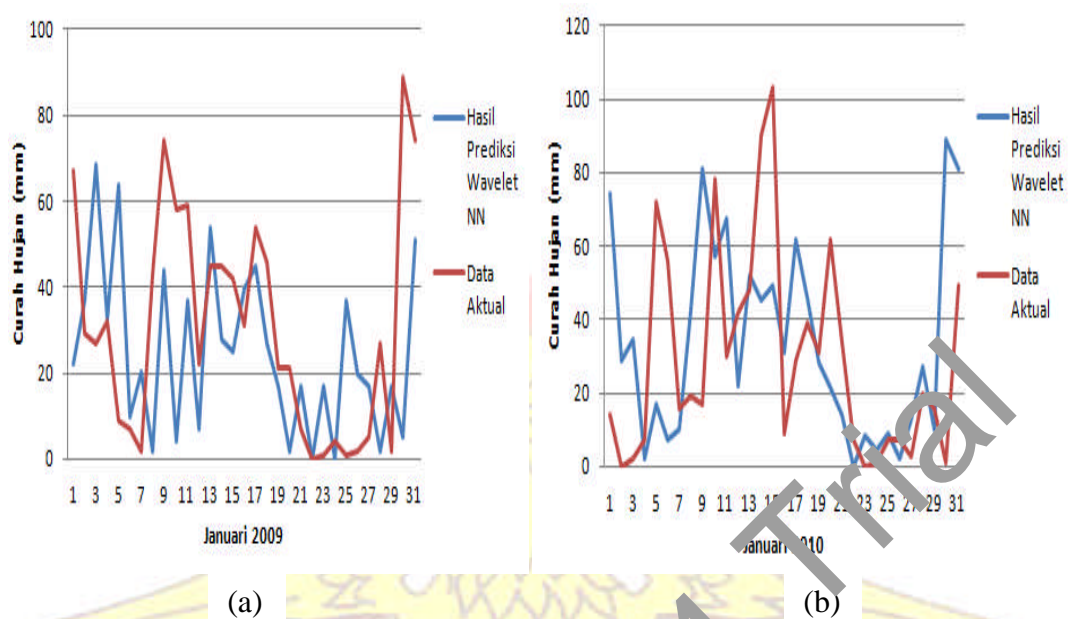 100
80
60
40
20
0
Curah Hujan (mm)
1 3 5 7 9 11 13 15 17 19 21 23 25 27 29 31
Januari 2009
Hasil
Prediksi
Wavelet
NN
Data
Aktual
(a)
120
100
80
60
40
20
0
Curah Hujan (mm)
1 3 5 7 9 11 13 15 17 19 21 23 25 27 29 31
Januari 2010
Hasil
Prediksi
Wavelet
NN
Data
Aktual
(b)
Trial